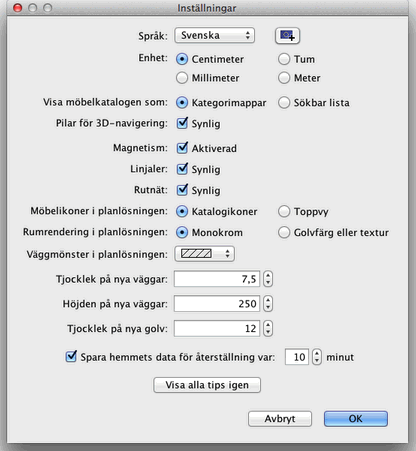 Inställningar
Språk: Svenska
Enhet: Centimeter Tum
Millimeter Meter
Visa möbelkatalogen som: Kategorimappar Sökbar lista
Pilar för 3D-navigering: Synlig
Magnetism: Aktiverad
Linjaler: Synlig
Rutnät: Synlig
Möbelikoner i planlösningen: Katalogikoner Toppvy
Rumrendering i planlösningen: Monokrom Golvfärg eller textur
Väggmönster i planlösningen:
Tjocklek på nya väggar: 7,5
Höjden på nya väggar: 250
Tjocklek på nya golv: 12
Spara hemmets data för återställning var: 10 minut
Visa alla tips igen
Avbryt OK